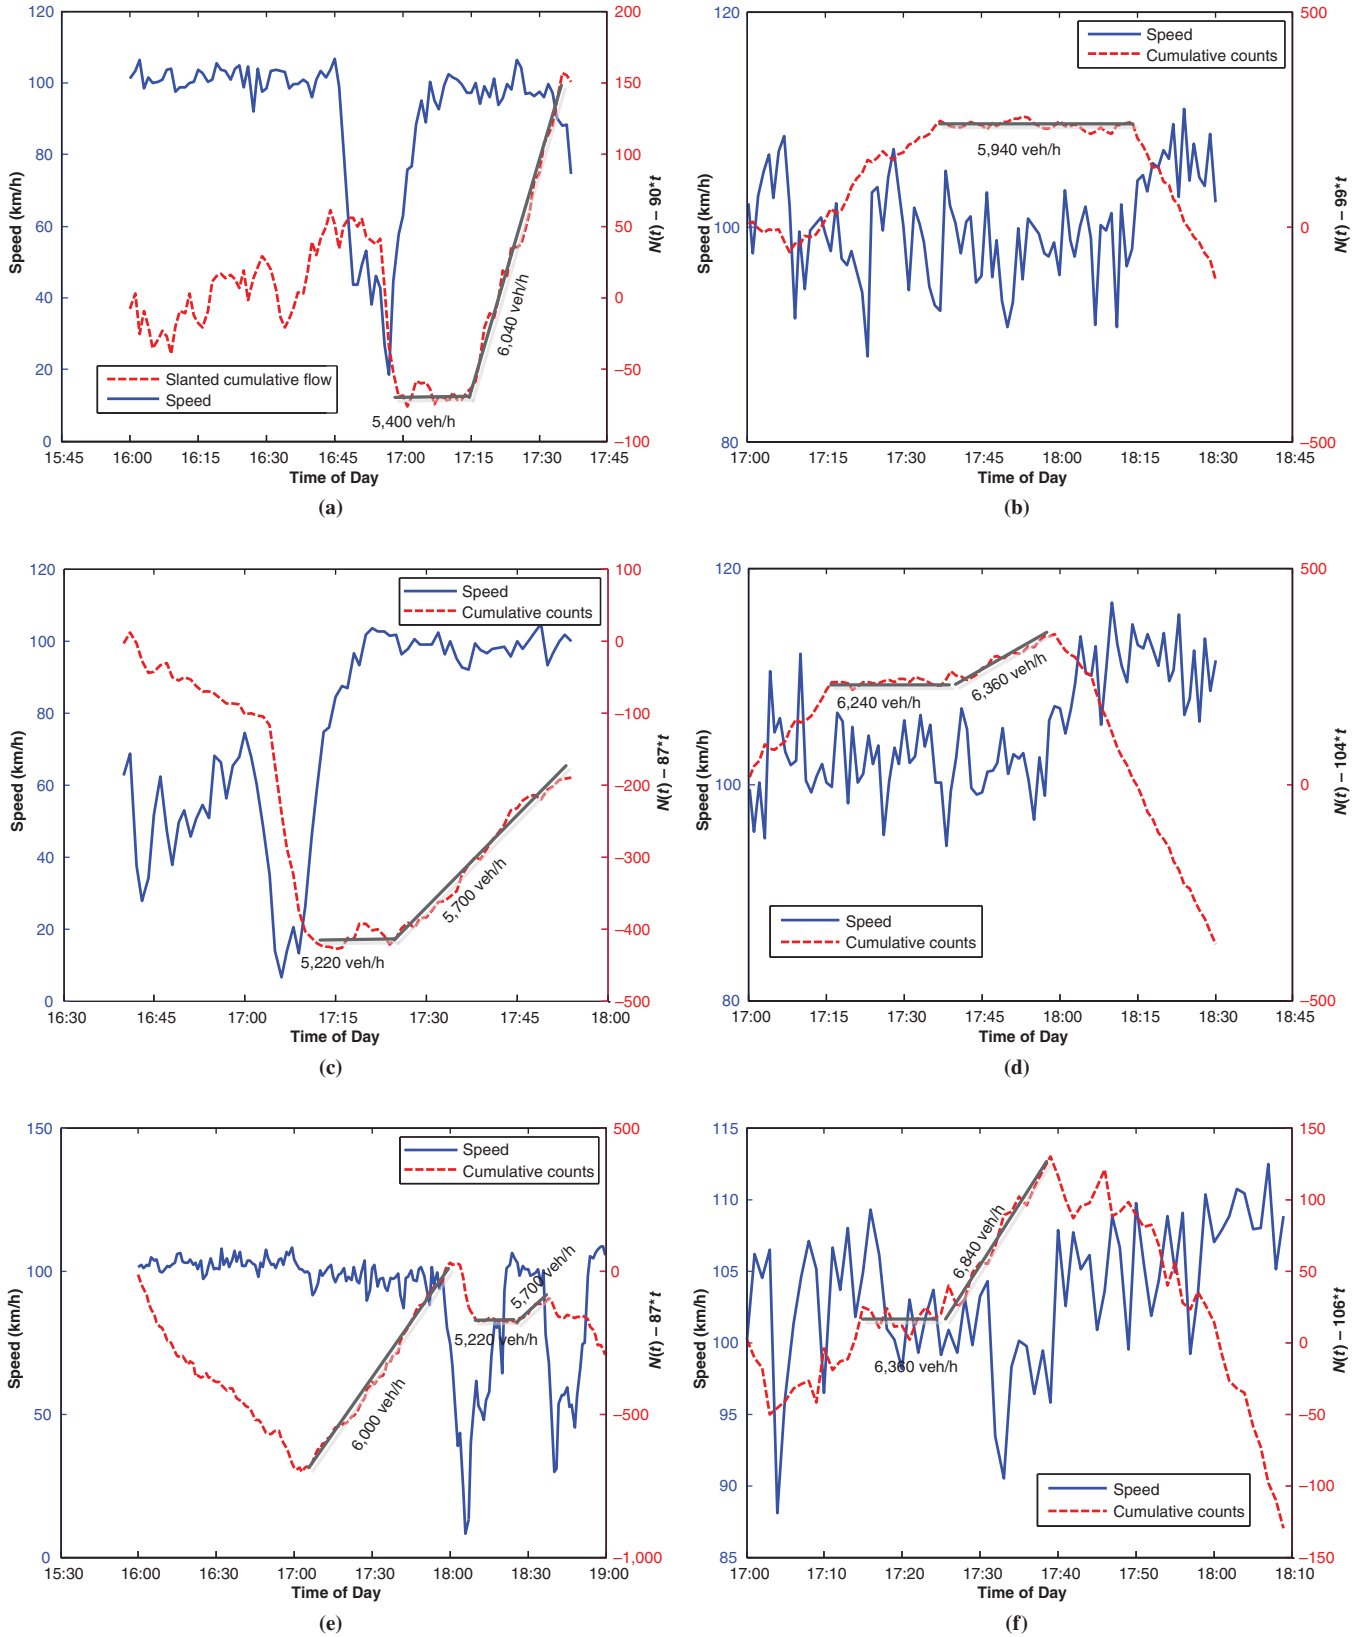 120
100
80
60
40
20
0
Speed (km/h)
200
150
100
50
0
–50
–100
N(t) – 90*t
6,040 veh/h
5,400 veh/h
Slanted cumulative flow
Speed
15:45 16:00 16:15 16:30 16:45 17:00 17:15 17:30 17:45
Time of Day
(a)
120
100
80
Speed (km/h)
500
0
–500
N(t) – 99*t
Speed
Cumulative counts
5,940 veh/h
17:00 17:15 17:30 17:45 18:00 18:15 18:30 18:45
Time of Day
(b)
120
100
80
60
40
20
0
Speed (km/h)
100
0
–100
–200
–300
–400
–500
N(t) – 87*t
Speed
Cumulative counts
5,700 veh/h
5,220 veh/h
16:30 16:45 17:00 17:15 17:30 17:45 18:00
Time of Day
(c)
120
100
80
Speed (km/h)
500
0
–500
N(t) – 104*t
6,240 veh/h
6,360 veh/h
Speed
Cumulative counts
17:00 17:15 17:30 17:45 18:00 18:15 18:30 18:45
Time of Day
(d)
150
100
50
0
Speed (km/h)
500
0
–500
–1,000
N(t) – 87*t
Speed
Cumulative counts
5,700 veh/h
5,220 veh/h
6,000 veh/h
15:30 16:00 16:30 17:00 17:30 18:00 18:30 19:00
Time of Day
(e)
115
110
105
100
95
90
85
Speed (km/h)
150
100
50
0
–50
–100
–150
N(t) – 106*t
6,840 veh/h
6,360 veh/h
Speed
Cumulative counts
17:00 17:10 17:20 17:30 17:40 17:50 18:00 18:10
Time of Day
(f)